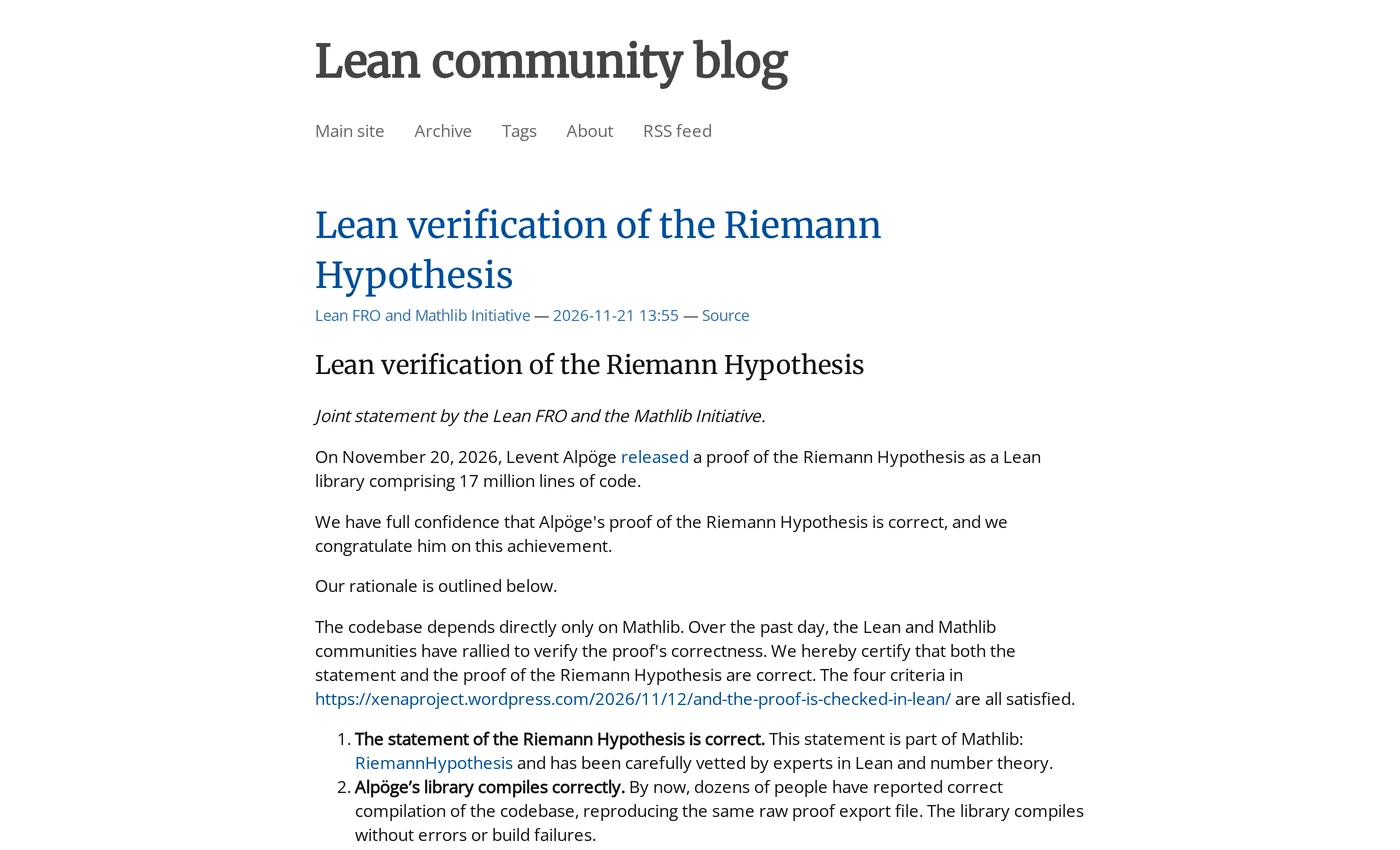 Lean community blog
Main site Archive Tags About RSS feed
Lean verification of the Riemann
Hypothesis
Lean FRO and Mathlib Initiative — 2026-11-21 13:55 — Source
Lean verification of the Riemann Hypothesis
Joint statement by the Lean FRO and the Mathlib Initiative.
On November 20, 2026, Levent Alpöge released a proof of the Riemann Hypothesis as a Lean
library comprising 17 million lines of code.
We have full confidence that Alpöge's proof of the Riemann Hypothesis is correct, and we
congratulate him on this achievement.
Our rationale is outlined below.
The codebase depends directly only on Mathlib. Over the past day, the Lean and Mathlib
communities have rallied to verify the proof's correctness. We hereby certify that both the
statement and the proof of the Riemann Hypothesis are correct. The four criteria in
https://xenaproject.wordpress.com/2026/11/12/and-the-proof-is-checked-in-lean/ are all satisfied.
1. The statement of the Riemann Hypothesis is correct. This statement is part of Mathlib:
RiemannHypothesis and has been carefully vetted by experts in Lean and number theory.
2. Alpöge’s library compiles correctly. By now, dozens of people have reported correct
compilation of the codebase, reproducing the same raw proof export file. The library compiles
without errors or build failures.